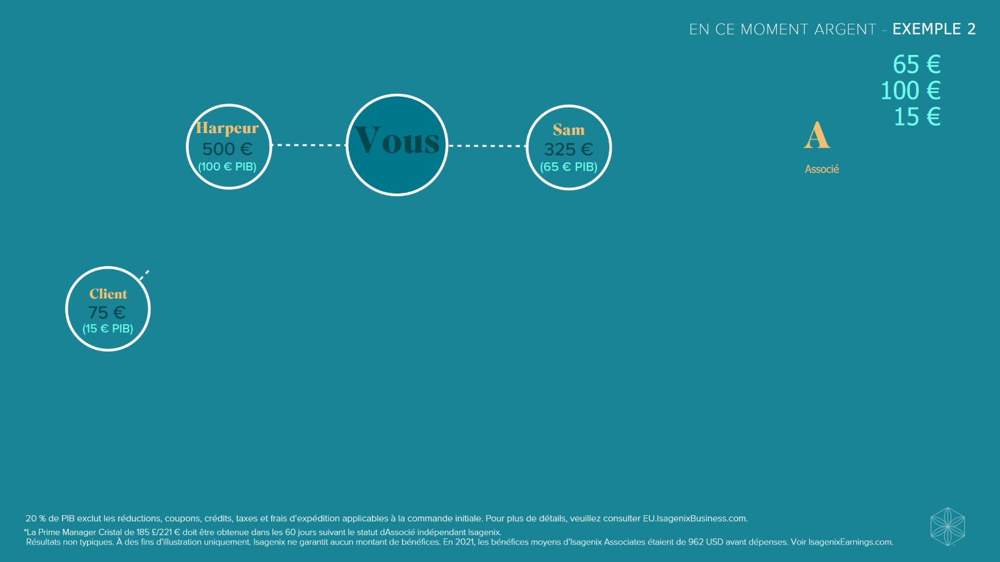 EN CE MOMENT ARGENT - EXEMPLE 2
65 €
100 €
15 €
Harpeur
500 €
(100 € PIB)
Vous
Sam
325 €
(65 € PIB)
A
Associé
Client
75 €
(15 € PIB)
20 % de PIB exclut les réductions, coupons, crédits, taxes et frais d'expédition applicables à la commande initiale. Pour plus de détails, veuillez consulter EU.IsagenixBusiness.com.
*La Prime Manager Cristal de 185 £/221 € doit être obtenue dans les 60 jours suivant le statut dAssocié indépendant Isagenix.
Résultats non typiques. À des fins d'illustration uniquement. Isagenix ne garantit aucun montant de bénéfices. En 2021, les bénéfices moyens d'Isagenix Associates étaient de 962 USD avant dépenses. Voir IsagenixEarnings.com.